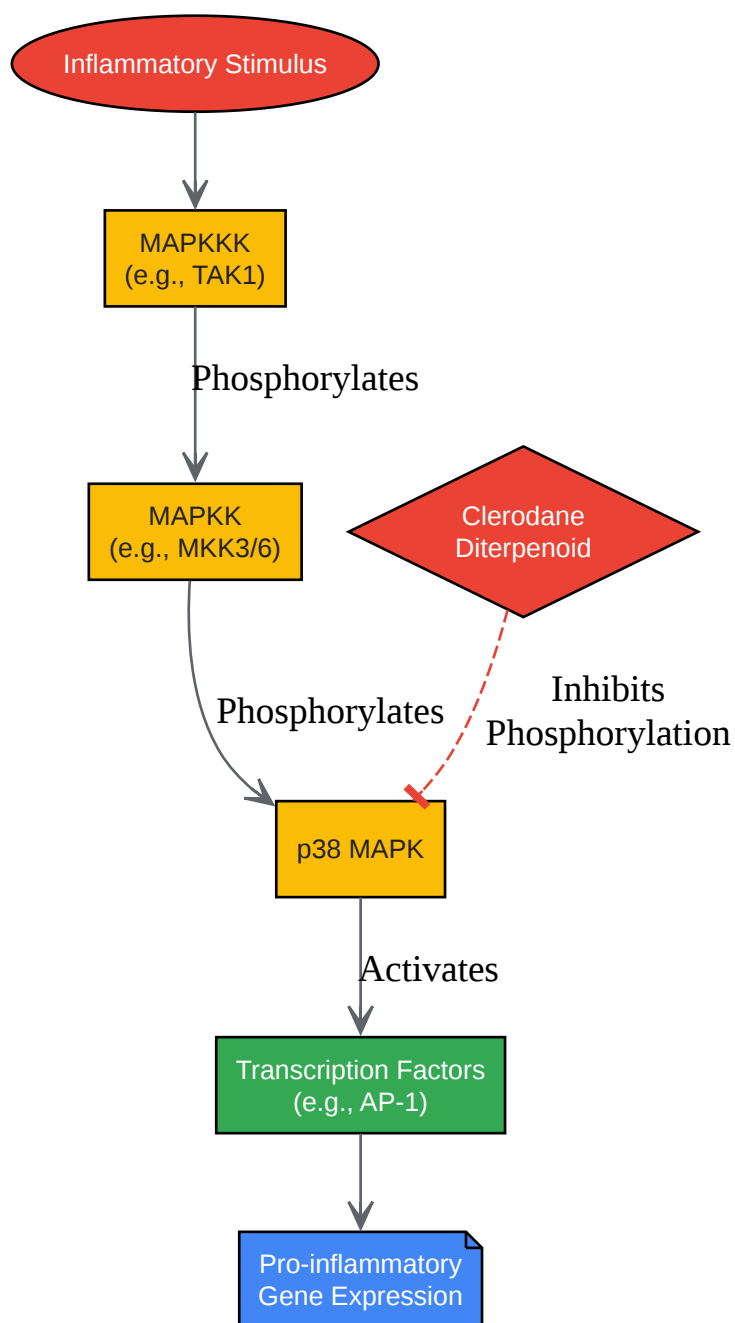 Inflammatory Stimulus
MAPKKK
(e.g., TAK1)
Phosphorylates
MAPKK
(e.g., MKK3/6)
Clerodane
Diterpenoid
Phosphorylates
Inhibits
Phosphorylation
p38 MAPK
Activates
Transcription Factors
(e.g., AP-1)
Pro-inflammatory
Gene Expression